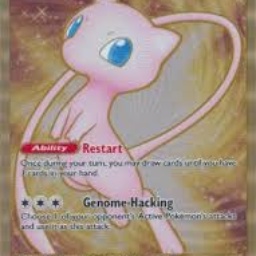 Ability Restart
Once during your turn, you may draw cards until you have
3 cards in your hand.
Genome-Hacking
Choose 1 of your opponent's Active Pokémon's attacks
and use it as this attack.